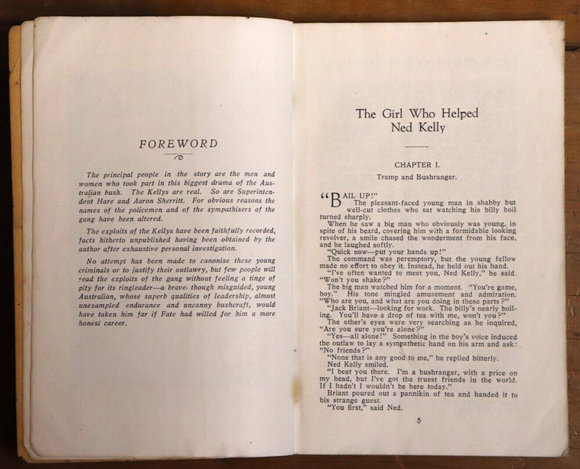 FOREWORD
The principal people in the story are the men and
women who took part in this biggest drama of the Aus-
tralian bush. The Kellys are real. So are Superinten-
dent Hare and Aaron Sherritt. For obvious reasons the
names of the policemen and of the sympathisers of the
gang have been altered.
The exploits of the Kellys have been faithfully recorded,
facts hitherto unpublished having been obtained by the
author after exhaustive personal investigation.
No attempt has been made to canonise these young
criminals or to justify their outlawry, but few people will
read the exploits of the gang without feeling a tinge of
pity for its ringleader—a brave, though misguided, young
Australian, whose superb qualities of leadership, almost
unexampled endurance and uncanny bushcraft, would
have taken him far if Fate had willed for him a more
honest career.
The Girl Who Helped
Ned Kelly
CHAPTER I.
Tramp and Bushranger.
"BAIL UP!"
The pleasant-faced young man in shabby but
well-cut clothes who sat watching his billy boil
turned sharply.
When he saw a big man who obviously was young, in
spite of his beard, covering him with a formidable looking
revolver, a smile chased the wonderment from his face,
and he laughed softly.
"Quick now—put your hands up!"
The command was peremptory, but the young fellow
made no effort to obey it. Instead, he held out his hand.
"I've often wanted to meet you, Ned Kelly," he said.
"Won't you shake?"
The big man watched him for a moment. "You're game,
boy." His tone mingled amusement and admiration.
"Who are you, and what are you doing in these parts?"
"Jack Briant—looking for work. The billy's nearly boil-
ing. You'll have a drop of tea with me, won't you?"
The other's eyes were very searching as he inquired,
"Are you sure you're alone?"
"Yes—all alone!" Something in the boy's voice induced
the outlaw to lay a sympathetic hand on his arm and ask:
"No friends?"
"None that is any good to me," he replied bitterly.
Ned Kelly smiled.
"I beat you there. I'm a bushranger, with a price on
my head, but I've got the truest friends in the world.
If I hadn't I wouldn't be here today."
Briant poured out a pannikin of tea and handed it to
his strange guest.
"You first," said Ned.
5